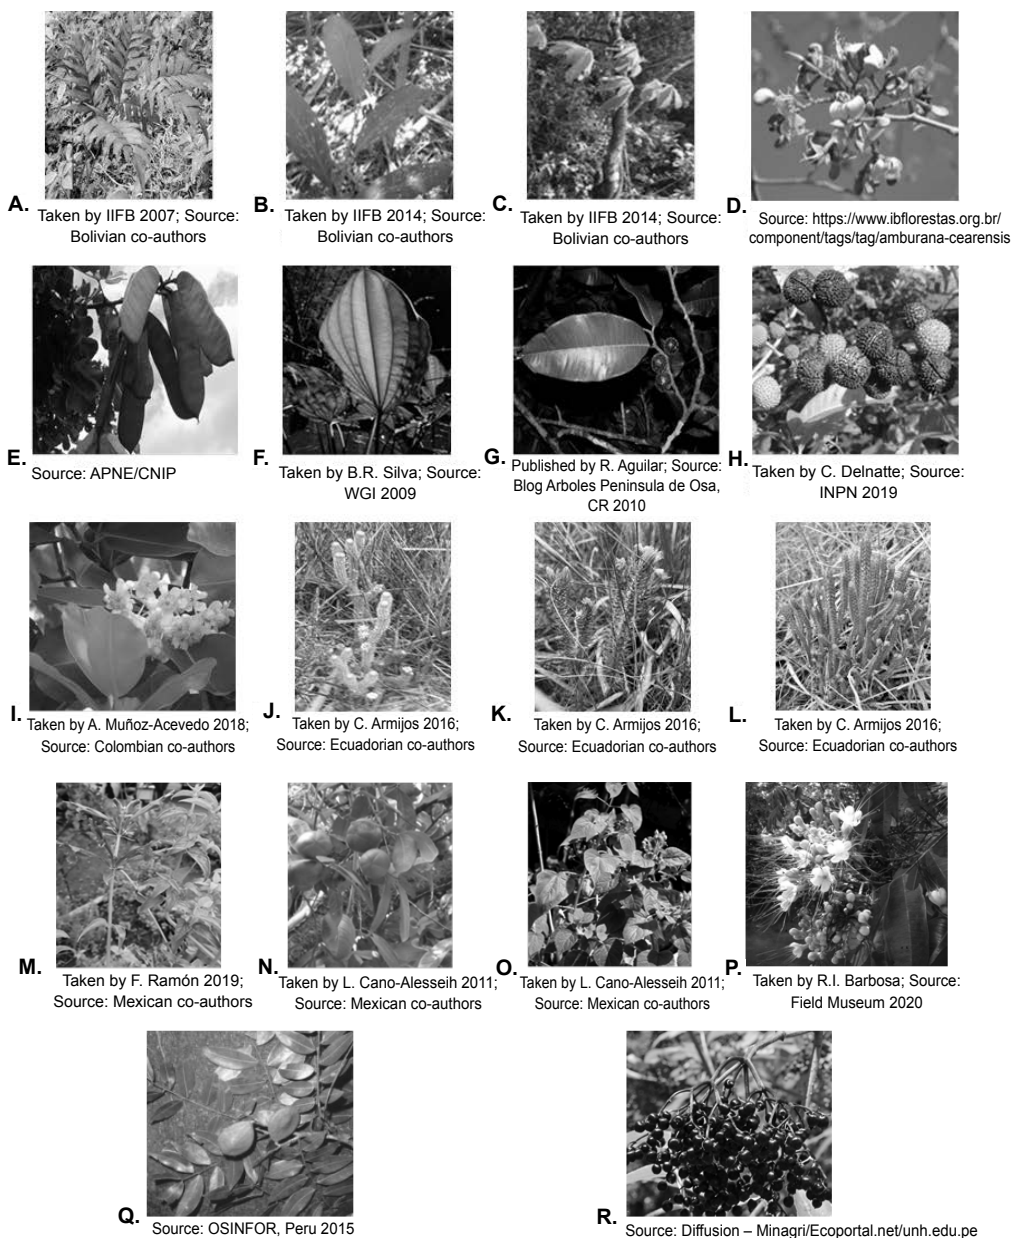 A. Taken by IIFB 2007; Source:
Bolivian co-authors
B. Taken by IIFB 2014; Source:
Bolivian co-authors
C. Taken by IIFB 2014; Source:
Bolivian co-authors
D. Source: https://www.ibflorestas.org.br/
component/tags/tag/amburana-cearensis
E. Source: APNE/CNIP
F. Taken by B.R. Silva; Source:
WGI 2009
G. Published by R. Aguilar; Source:
Blog Arboles Peninsula de Osa,
CR 2010
H. Taken by C. Delnatte; Source:
INPN 2019
I. Taken by A. Muñoz-Acevedo 2018;
Source: Colombian co-authors
J. Taken by C. Armijos 2016;
Source: Ecuadorian co-authors
K. Taken by C. Armijos 2016;
Source: Ecuadorian co-authors
L. Taken by C. Armijos 2016;
Source: Ecuadorian co-authors
M. Taken by F. Ramón 2019;
Source: Mexican co-authors
N. Taken by L. Cano-Alesseih 2011;
Source: Mexican co-authors
O. Taken by L. Cano-Alesseih 2011;
Source: Mexican co-authors
P. Taken by R.I. Barbosa; Source:
Field Museum 2020
Q. Source: OSINFOR, Peru 2015
R. Source: Diffusion – Minagri/Ecoportal.net/unh.edu.pe